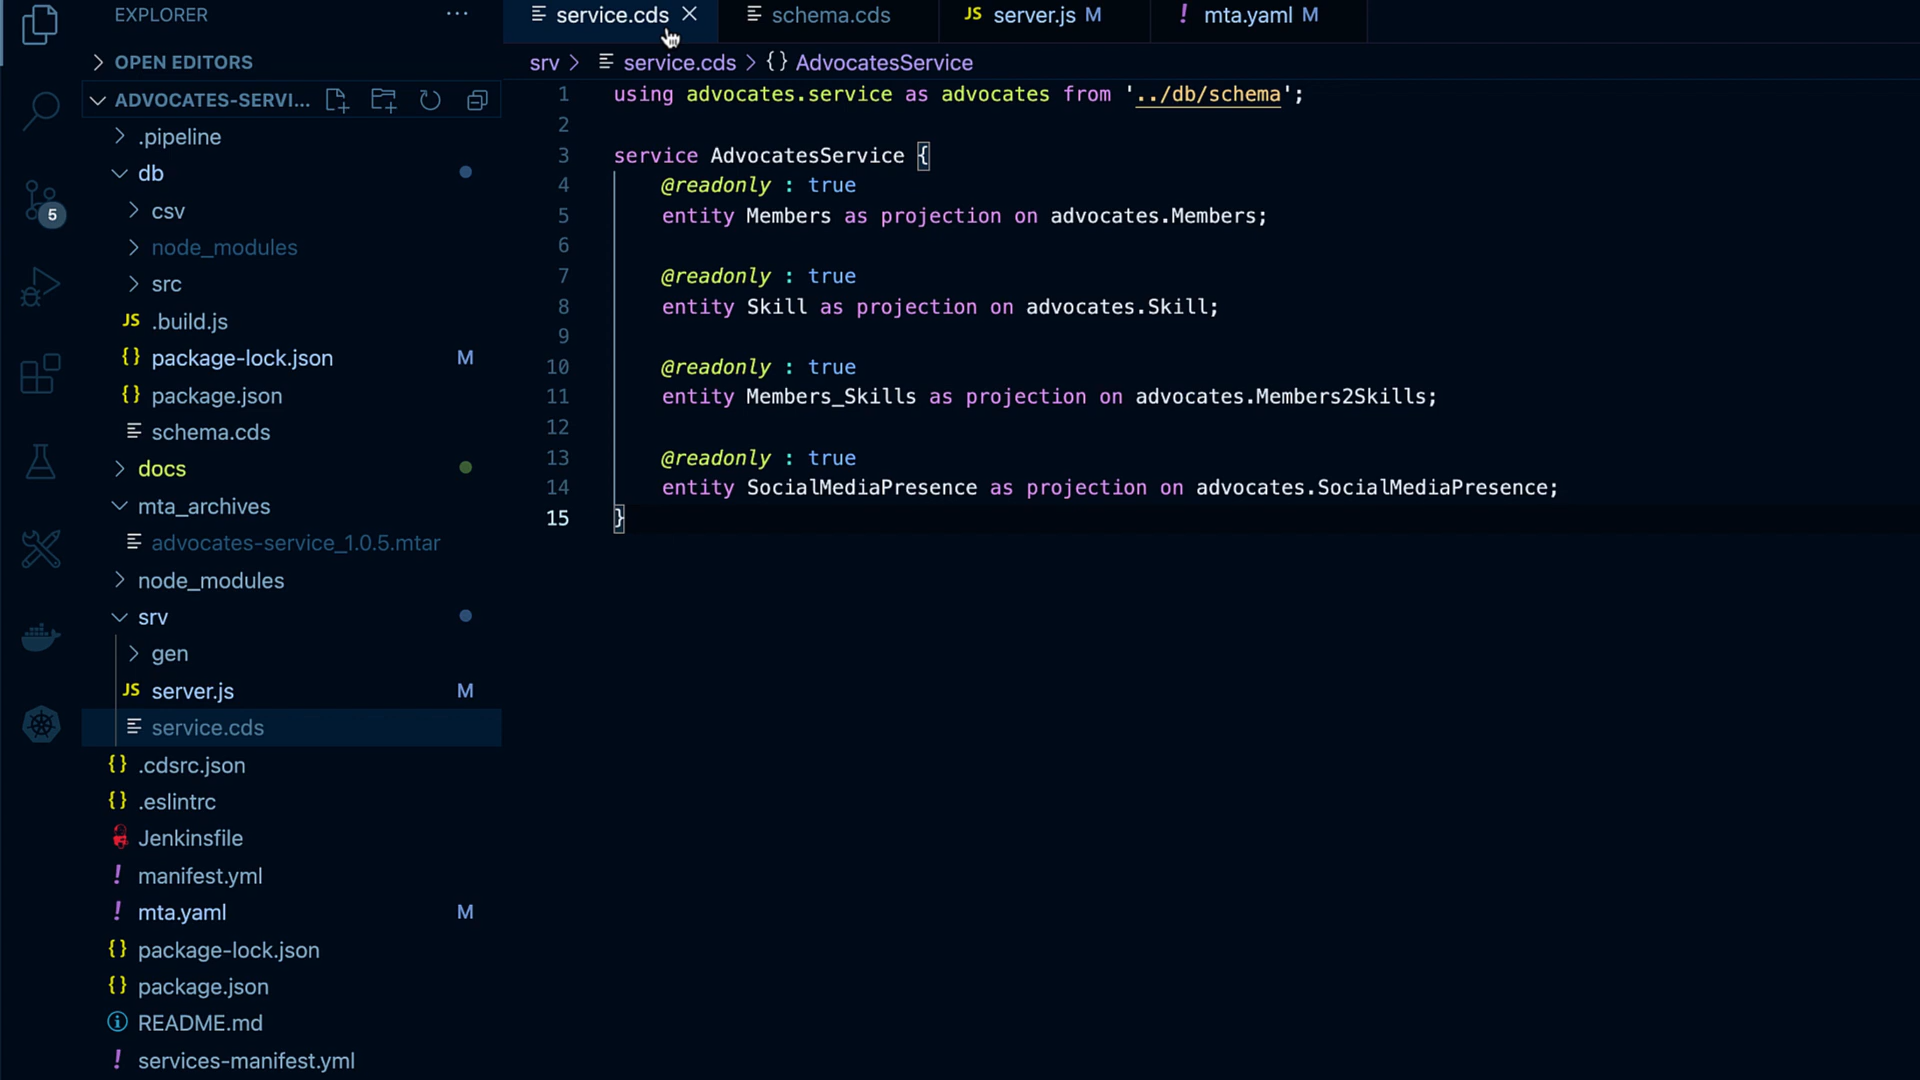 EXPLORER
OPEN EDITORS
ADVOCATES-SERVI...
.pipeline
db
csv
node_modules
src
JS .build.js
{} package-lock.json M
{} package.json
schema.cds
docs
mta_archives
advocates-service_1.0.5.mtar
node_modules
srv
gen
JS server.js M
service.cds
{} .cdsrc.json
{} .eslintrc
Jenkinsfile
! manifest.yml
! mta.yaml M
{} package-lock.json
{} package.json
README.md
! services-manifest.yml
5
service.cds
schema.cds
JS server.js M
! mta.yaml M
srv > service.cds > {} AdvocatesService
1 using advocates.service as advocates from '../db/schema';
2
3 service AdvocatesService {
4 @readonly : true
5 entity Members as projection on advocates.Members;
6
7 @readonly : true
8 entity Skill as projection on advocates.Skill;
9
10 @readonly : true
11 entity Members_Skills as projection on advocates.Members2Skills;
12
13 @readonly : true
14 entity SocialMediaPresence as projection on advocates.SocialMediaPresence;
15 }